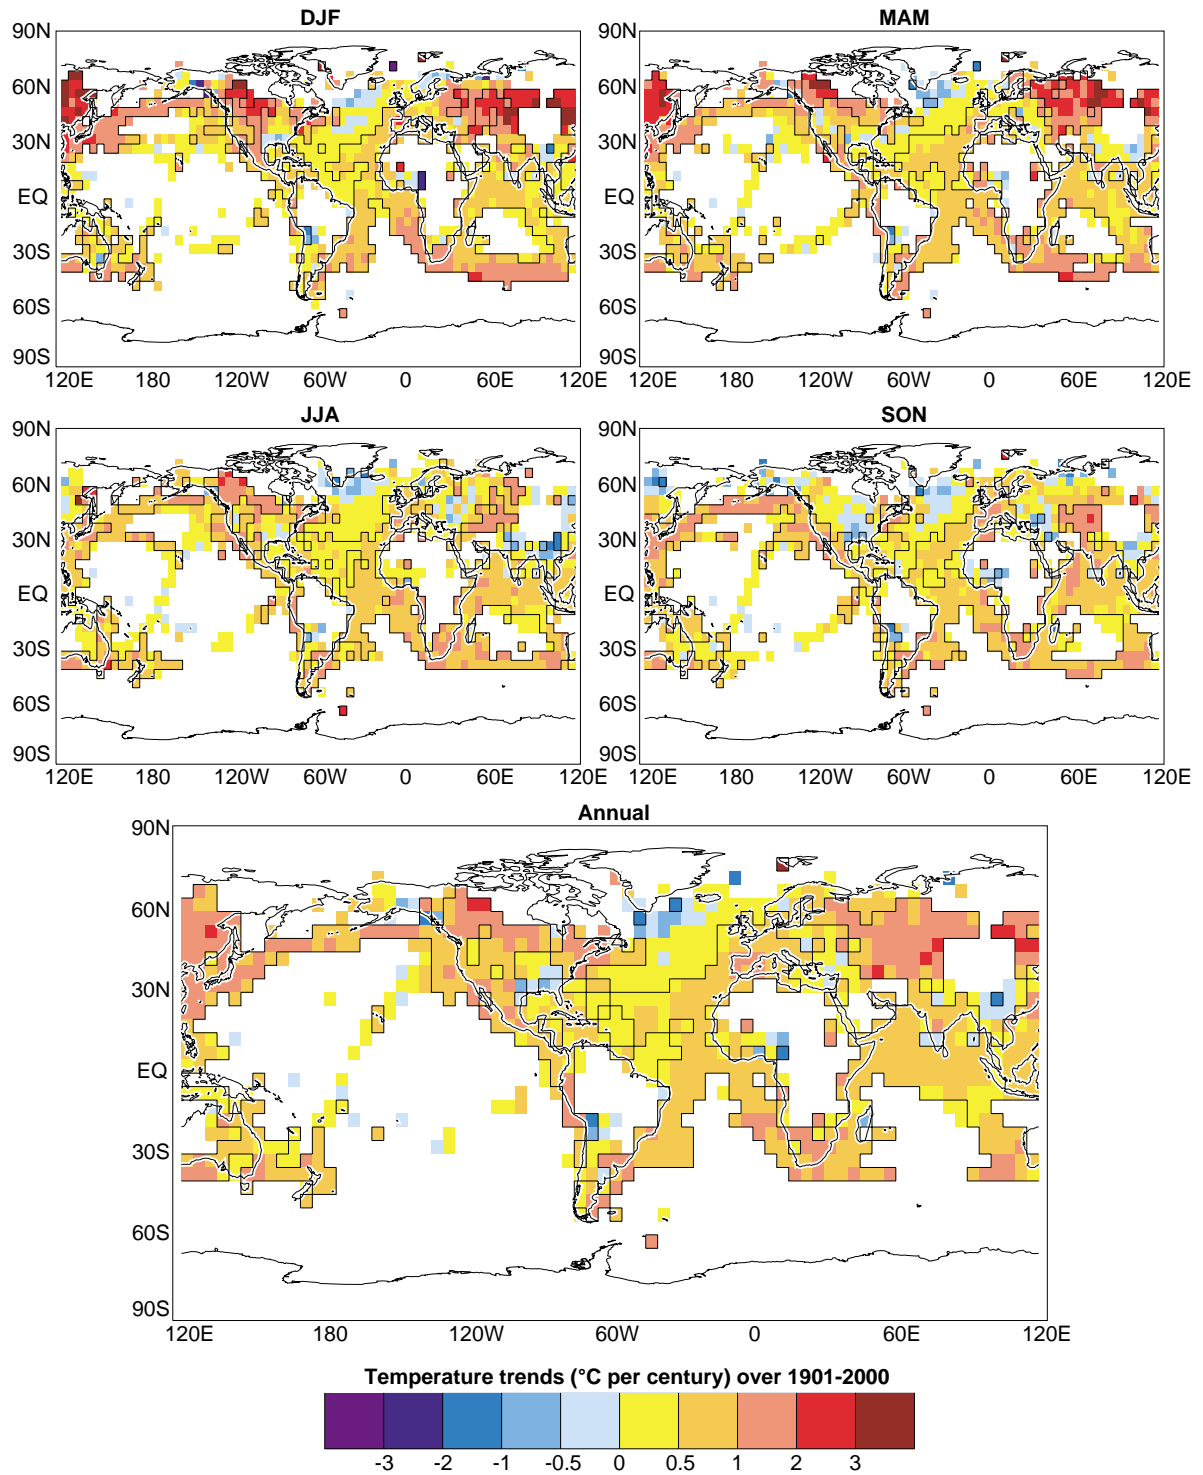 DJF MAM
90N 90N
60N 60N
30N 30N
EQ EQ
30S 30S
60S 60S
90S 90S
120E 180 120W 60W 0 60E 120E 120E 180 120W 60W 0 60E 120E
JJA SON
90N 90N
60N 60N
30N 30N
EQ EQ
30S 30S
60S 60S
90S 90S
120E 180 120W 60W 0 60E 120E 120E 180 120W 60W 0 60E 120E
Annual
90N
60N
30N
EQ
30S
60S
90S
120E 180 120W 60W 0 60E 120E
Temperature trends (°C per century) over 1901-2000
-3 -2 -1 -0.5 0 0.5 1 2 3